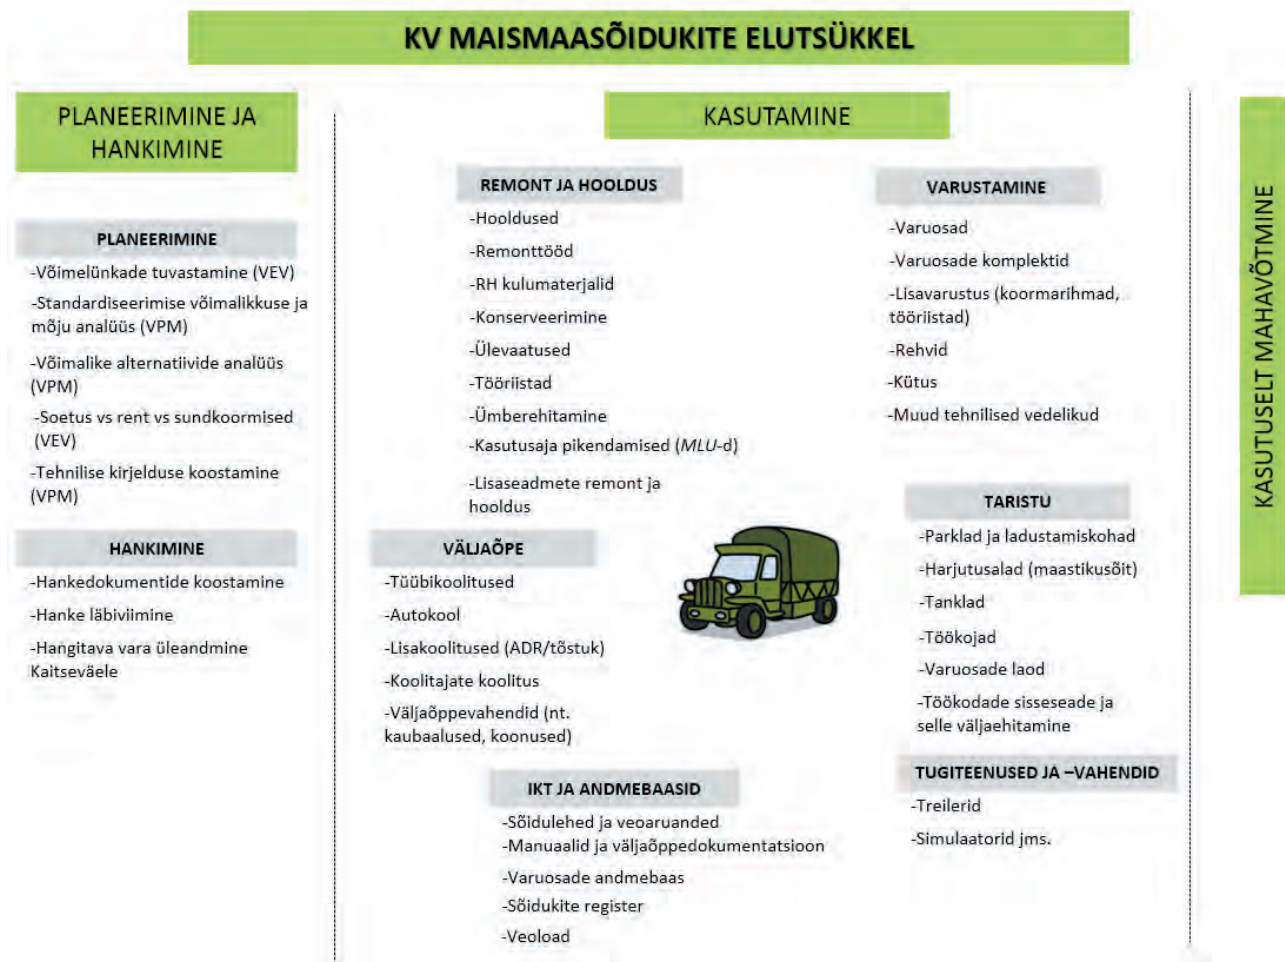 KV MAISMAASÕIDUKITE ELUTSÜKKEL
PLANEERIMINE JA
HANKIMINE
PLANEERIMINE
-Võimelünkade tuvastamine (VEV)
-Standardiseerimise võimalikkuse ja
mõju analüüs (VPM)
-Võimalike alternatiivide analüüs
(VPM)
-Soetus vs rent vs sundkoormised
(VEV)
-Tehnilise kirjelduse koostamine
(VPM)
HANKIMINE
-Hankedokumentide koostamine
-Hanke läbiviimine
-Hangitava vara üleandmine
Kaitseväele
KASUTAMINE
REMONT JA HOOLDUS
-Hooldused
-Remonttööd
-RH kulumaterjalid
-Konserveerimine
-Ülevaatused
-Tööriistad
-Ümberehitamine
-Kasutusaja pikendamised (MLU-d)
-Lisaseadmete remont ja
hooldus
VÄLJAÕPE
-Tüübikoolitused
-Autokool
-Lisakoolitused (ADR/tõstuk)
-Koolitajate koolitus
-Väljaõppevahendid (nt.
kaubaalused, koonused)
IKT JA ANDMEBAASID
-Sõidulehed ja veoaruanded
-Manuaalid ja väljaõppedokumentatsioon
-Varuosade andmebaas
-Sõidukite register
-Veoload
VARUSTAMINE
-Varuosad
-Varuosade komplektid
-Lisavarustus (koormarihmad,
tööriistad)
-Rehvid
-Kütus
-Muud tehnilised vedelikud
TARISTU
-Parklad ja ladustamiskohad
-Harjutusalad (maastikusõit)
-Tanklad
-Töökojad
-Varuosade laod
-Töökodade sisseseade ja
selle väljaehitamine
TUGITEENUSED JA –VAHENDID
-Treilerid
-Simulaatorid jms.
KASUTUSELT MAHAVÕTMINE